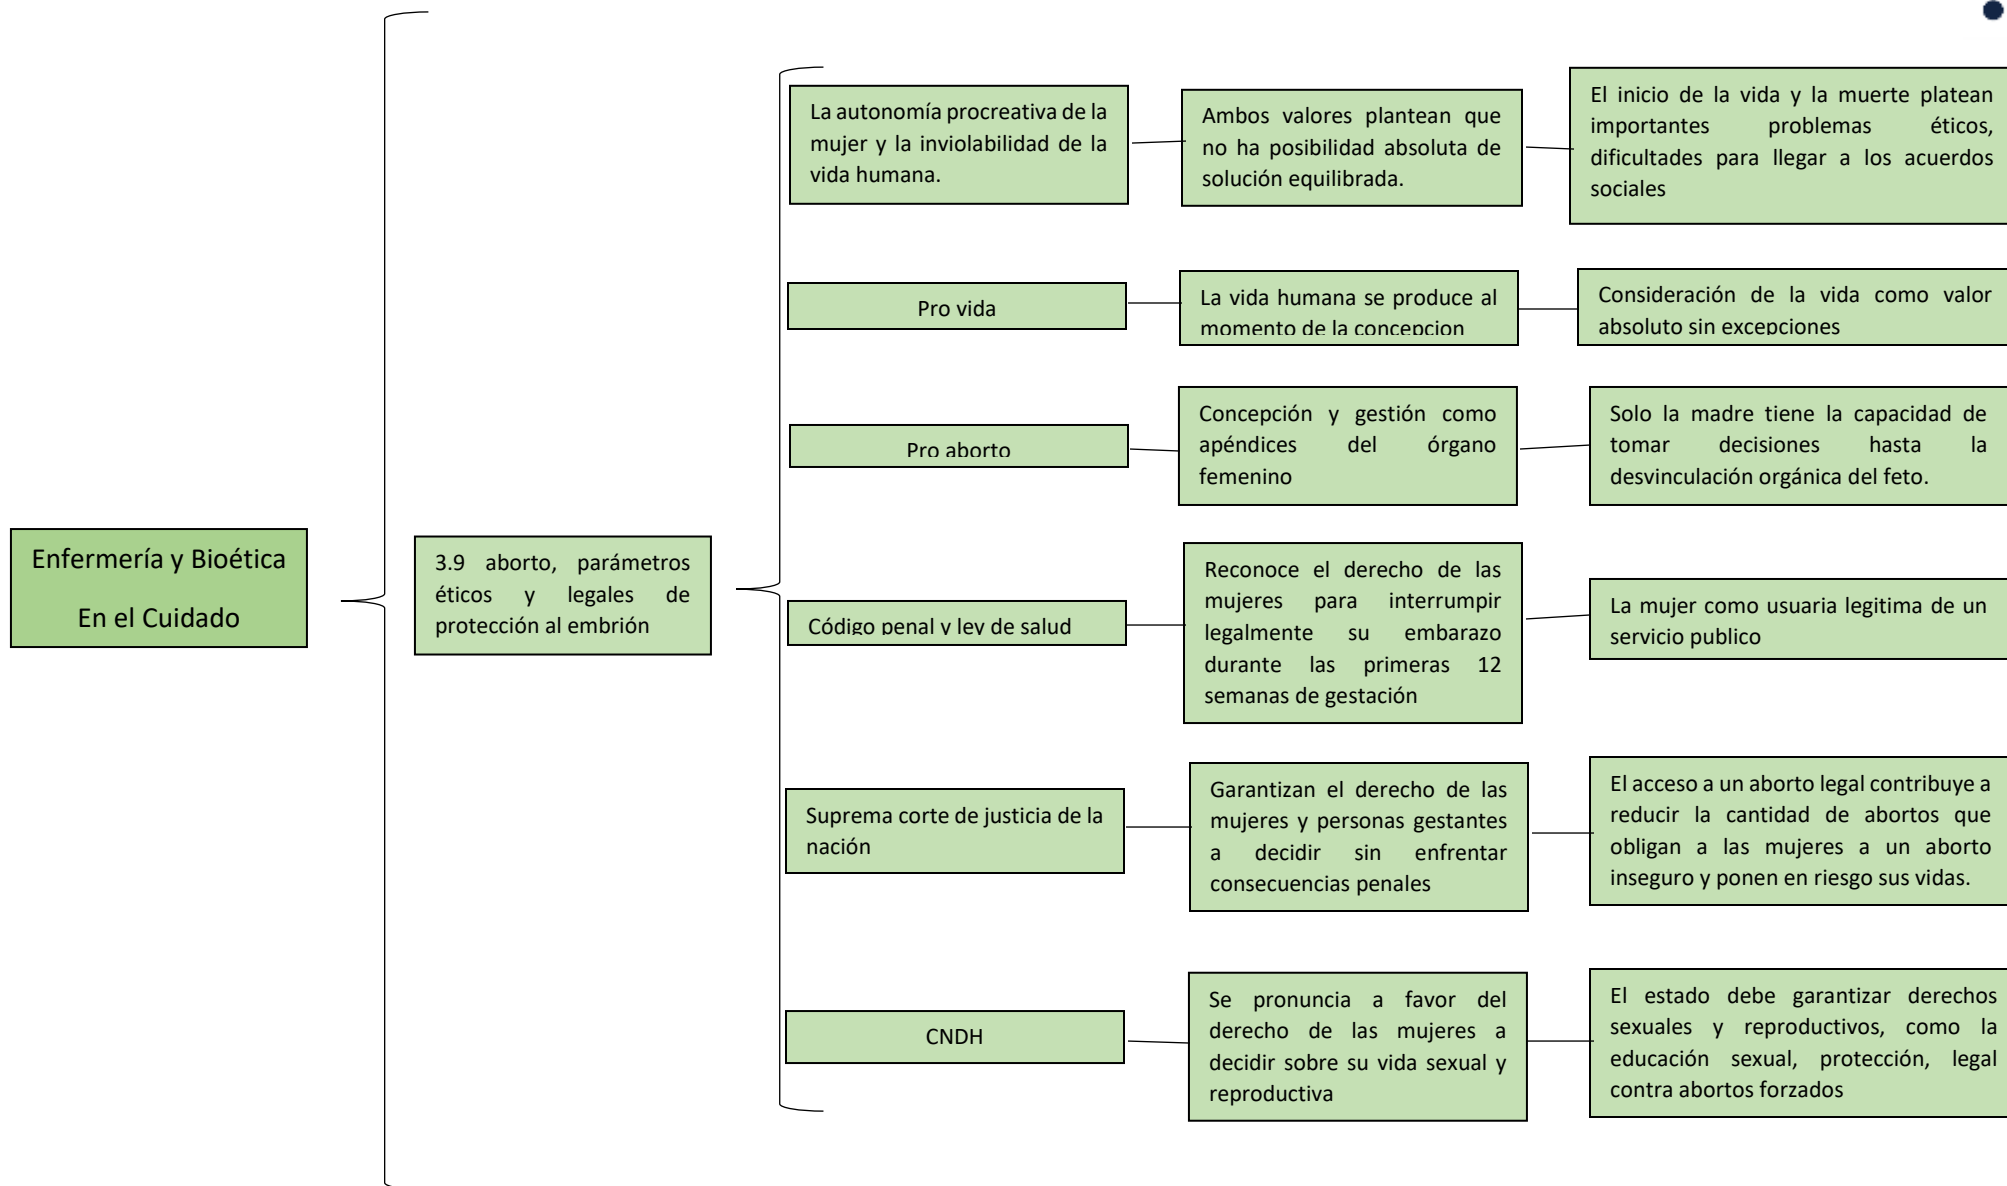 Enfermería y Bioética
En el Cuidado
3.9 aborto, parámetros
éticos y legales de
protección al embrión
La autonomía procreativa de la
mujer y la inviolabilidad de la
vida humana.
Ambos valores plantean que
no ha posibilidad absoluta de
solución equilibrada.
El inicio de la vida y la muerte platean
importantes problemas éticos,
dificultades para llegar a los acuerdos
sociales
Pro vida
La vida humana se produce al
momento de la concepcion
Consideración de la vida como valor
absoluto sin excepciones
Pro aborto
Concepción y gestión como
apéndices del órgano
femenino
Solo la madre tiene la capacidad de
tomar decisiones hasta la
desvinculación orgánica del feto.
Código penal y ley de salud
Reconoce el derecho de las
mujeres para interrumpir
legalmente su embarazo
durante las primeras 12
semanas de gestación
La mujer como usuaria legitima de un
servicio publico
Suprema corte de justicia de la
nación
Garantizan el derecho de las
mujeres y personas gestantes
a decidir sin enfrentar
consecuencias penales
El acceso a un aborto legal contribuye a
reducir la cantidad de abortos que
obligan a las mujeres a un aborto
inseguro y ponen en riesgo sus vidas.
CNDH
Se pronuncia a favor del
derecho de las mujeres a
decidir sobre su vida sexual y
reproductiva
El estado debe garantizar derechos
sexuales y reproductivos, como la
educación sexual, protección, legal
contra abortos forzados